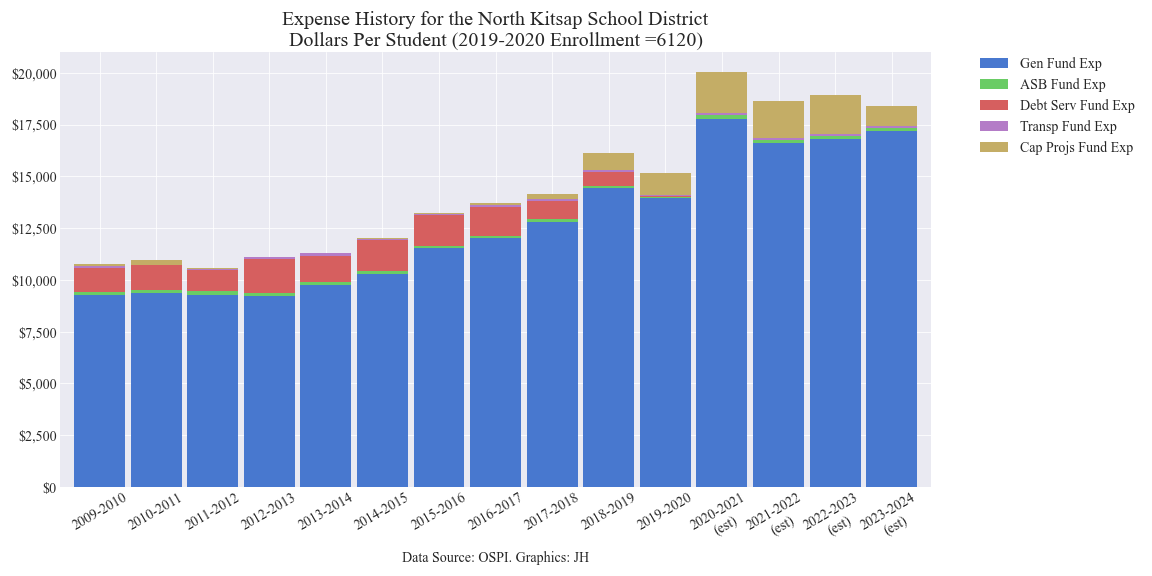 Expense History for the North Kitsap School District
Dollars Per Student (2019-2020 Enrollment =6120)
$20,000
$17,500
$15,000
$12,500
$10,000
$7,500
$5,000
$2,500
$0
Gen Fund Exp
ASB Fund Exp
Debt Serv Fund Exp
Transp Fund Exp
Cap Projs Fund Exp
2009-2010
2010-2011
2011-2012
2012-2013
2013-2014
2014-2015
2015-2016
2016-2017
2017-2018
2018-2019
2019-2020
2020-2021
(est)
2021-2022
(est)
2022-2023
(est)
2023-2024
(est)
Data Source: OSPI. Graphics: JH